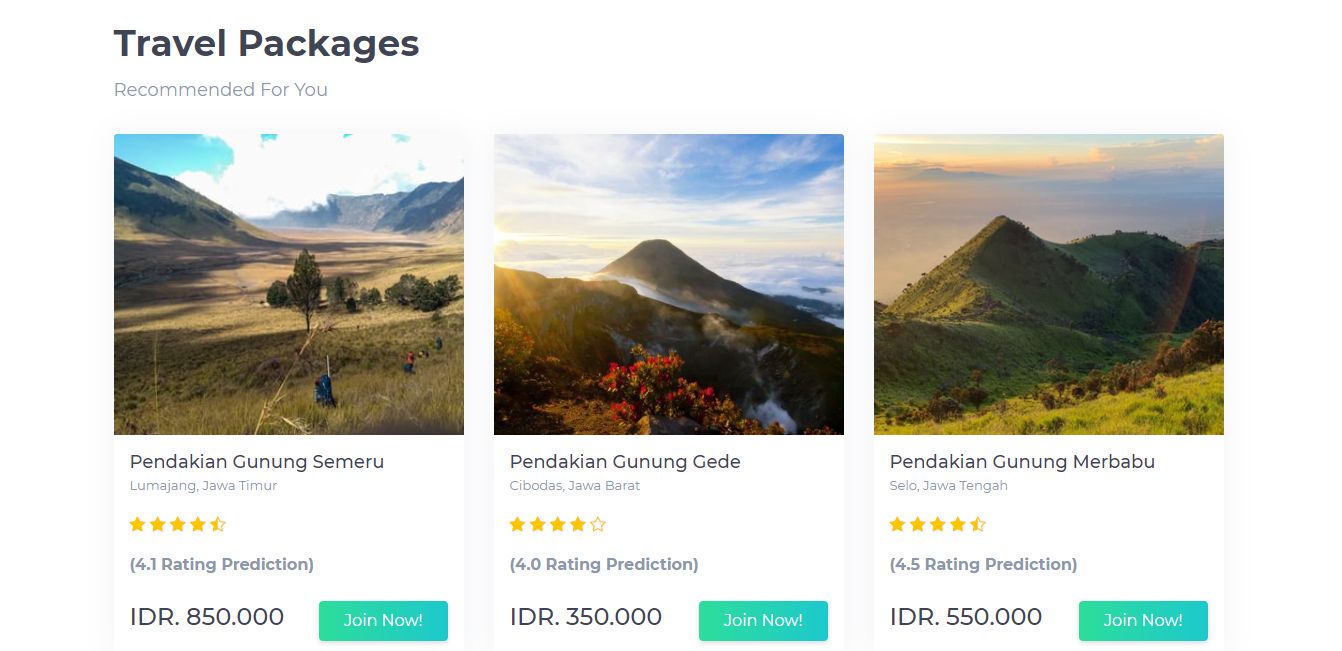 Travel Packages
Recommended For You
Pendakian Gunung Semeru
Lumajang, Jawa Timur
(4.1 Rating Prediction)
IDR. 850.000
Join Now!
Pendakian Gunung Gede
Cibodas, Jawa Barat
(4.0 Rating Prediction)
IDR. 350.000
Join Now!
Pendakian Gunung Merbabu
Selo, Jawa Tengah
(4.5 Rating Prediction)
IDR. 550.000
Join Now!